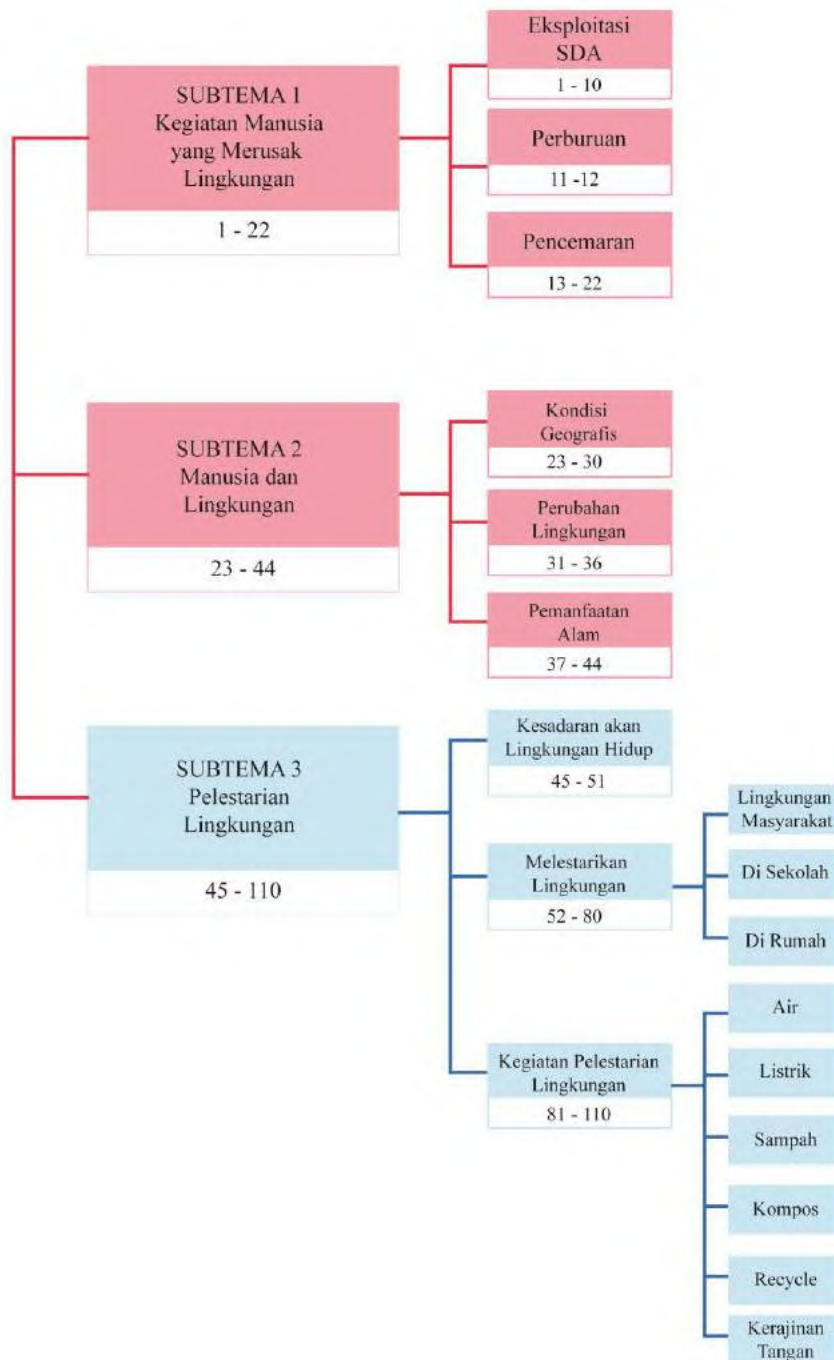 SUBTEMA 1
Kegiatan Manusia
yang Merusak
Lingkungan
1 - 22
Eksploitasi
SDA
1 - 10
Perburuan
11 -12
Pencemaran
13 - 22
SUBTEMA 2
Manusia dan
Lingkungan
23 - 44
Kondisi
Geografis
23 - 30
Perubahan
Lingkungan
31 - 36
Pemanfaatan
Alam
37 - 44
SUBTEMA 3
Pelestarian
Lingkungan
45 - 110
Kesadaran akan
Lingkungan Hidup
45 - 51
Melestarikan
Lingkungan
52 - 80
Lingkungan
Masyarakat
Di Sekolah
Di Rumah
Kegiatan Pelestarian
Lingkungan
81 - 110
Air
Listrik
Sampah
Kompos
Recycle
Kerajinan
Tangan